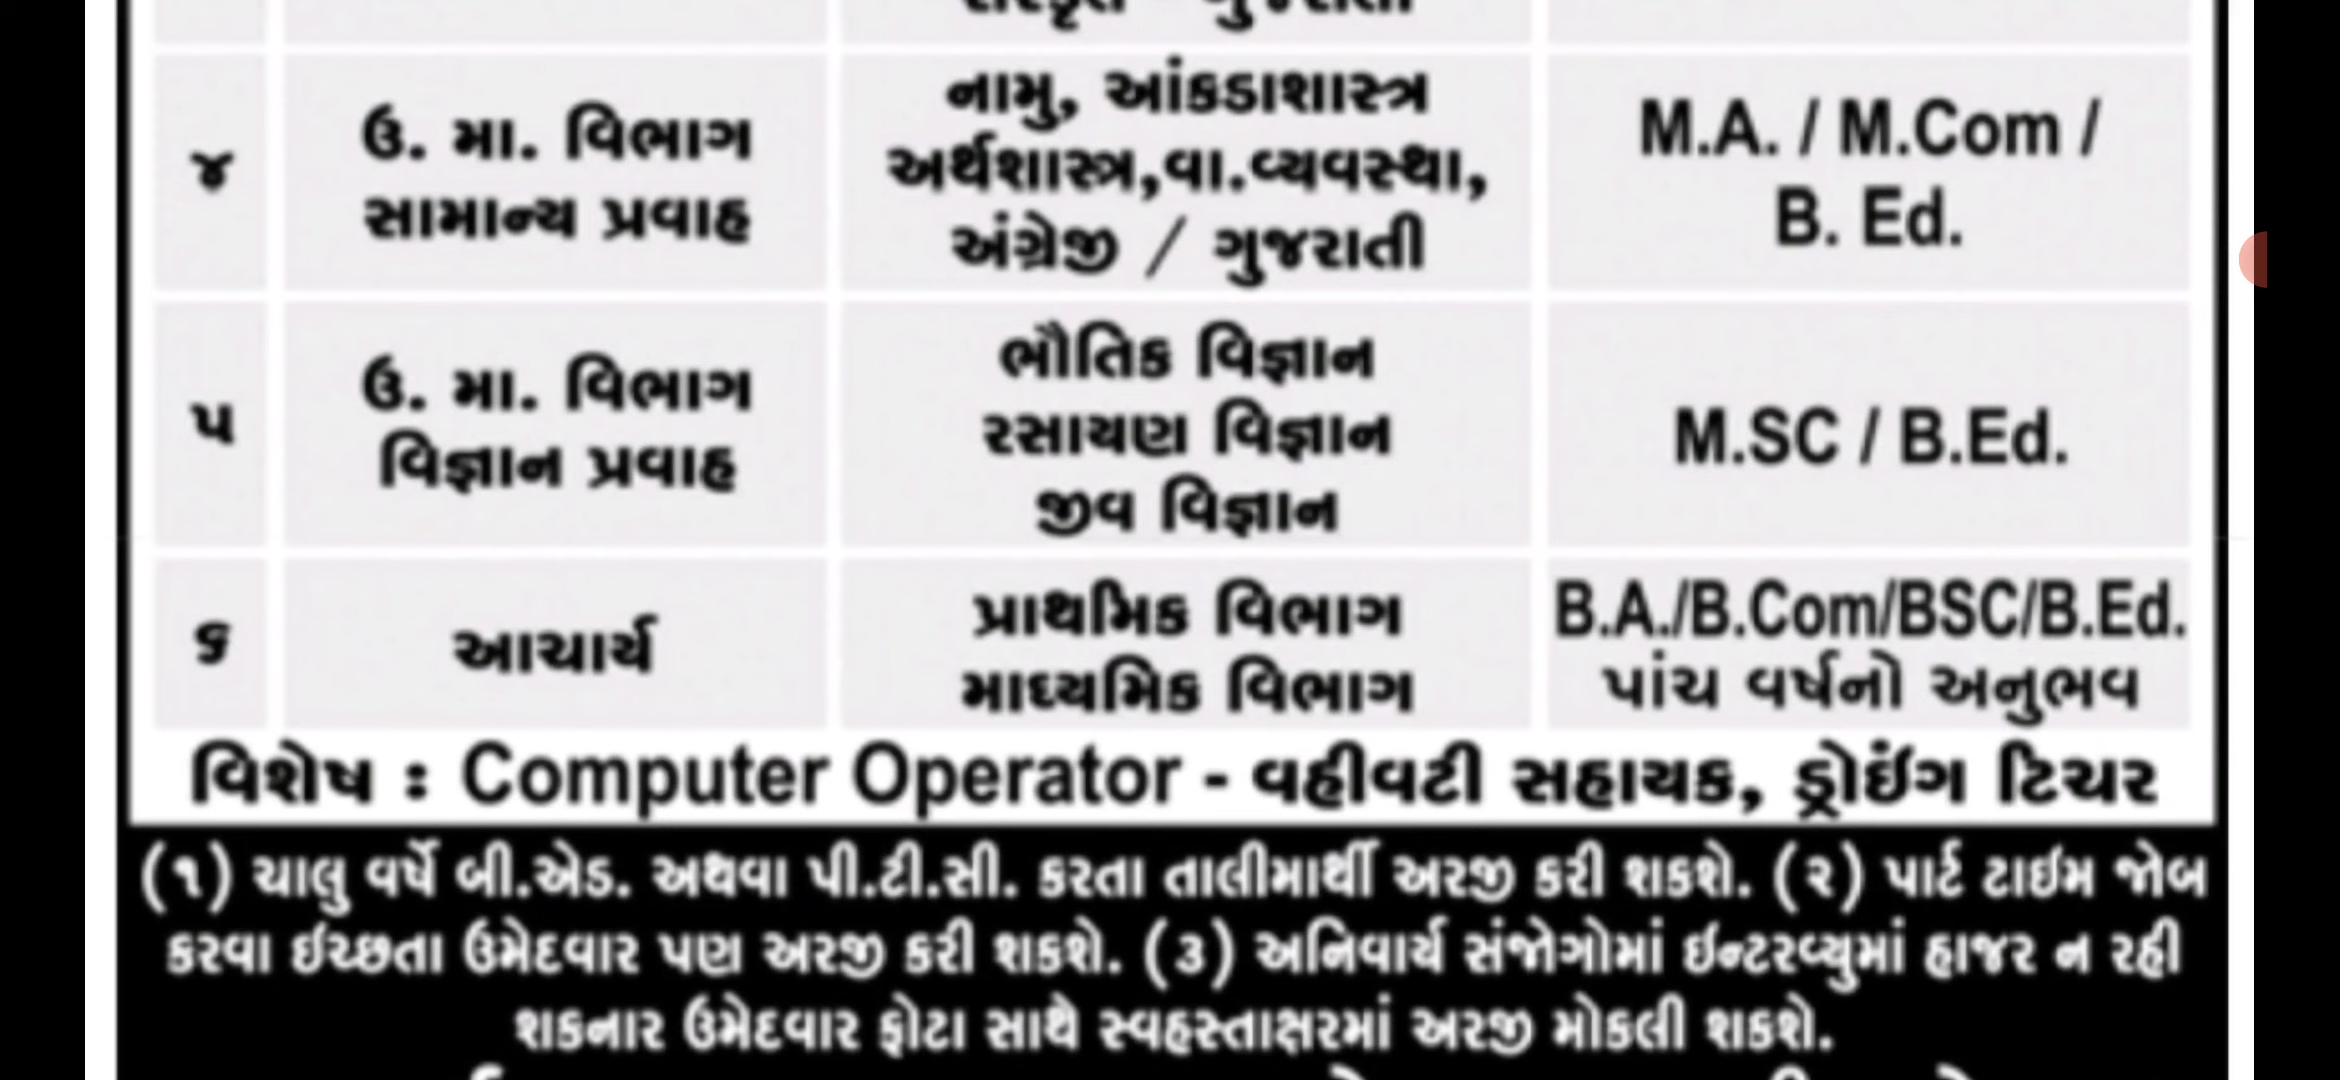 સંસ્કૃત - ગુજરાતી
૪
ઉ. મા. વિભાગ
સામાન્ય પ્રવાહ
નામુ, આંકડાશાસ્ત્ર
અર્થશાસ્ત્ર,વા.વ્યવસ્થા,
અંગ્રેજી / ગુજરાતી
M.A. / M.Com /
B. Ed.
૫
ઉ. મા. વિભાગ
વિજ્ઞાન પ્રવાહ
ભૌતિક વિજ્ઞાન
રસાયણ વિજ્ઞાન
જીવ વિજ્ઞાન
M.SC / B.Ed.
૬
આચાર્ય
પ્રાથમિક વિભાગ
માધ્યમિક વિભાગ
B.A./B.Com/BSC/B.Ed.
પાંચ વર્ષનો અનુભવ
વિશેષ : Computer Operator - વહીવટી સહાયક, ડ્રોઇંગ ટિચર
(૧) ચાલુ વર્ષે બી.એડ. અથવા પી.ટી.સી. કરતા તાલીમાર્થી અરજી કરી શકશે. (૨) પાર્ટ ટાઈમ જોબ
કરવા ઈચ્છતા ઉમેદવાર પણ અરજી કરી શકશે. (૩) અનિવાર્ય સંજોગોમાં ઈન્ટરવ્યુમાં હાજર ન રહી
શકનાર ઉમેદવાર ફોટા સાથે સ્વહસ્તાક્ષરમાં અરજી મોકલી શકશે.